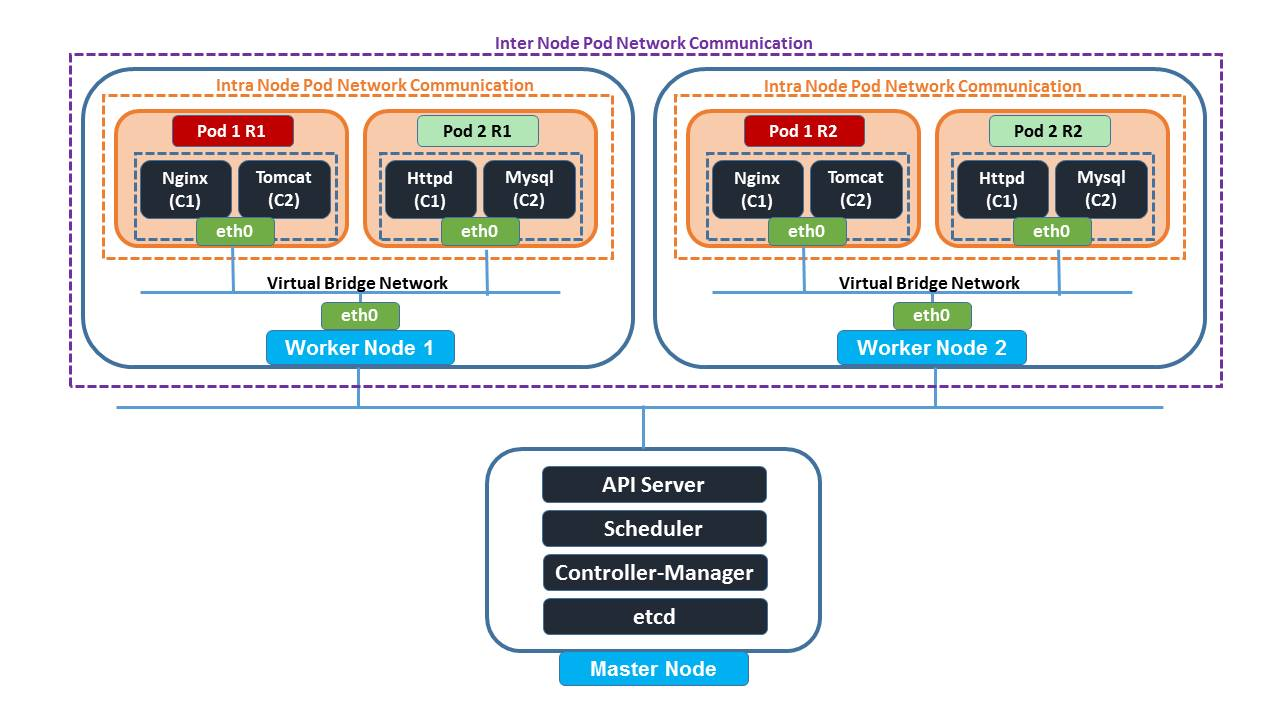 Inter Node Pod Network Communication
Intra Node Pod Network Communication
Pod 1 R1
Pod 2 R1
Nginx
(C1)
Tomcat
(C2)
Httpd
(C1)
Mysql
(C2)
eth0
eth0
Virtual Bridge Network
eth0
Worker Node 1
Intra Node Pod Network Communication
Pod 1 R2
Pod 2 R2
Nginx
(C1)
Tomcat
(C2)
Httpd
(C1)
Mysql
(C2)
eth0
eth0
Virtual Bridge Network
eth0
Worker Node 2
API Server
Scheduler
Controller-Manager
etcd
Master Node